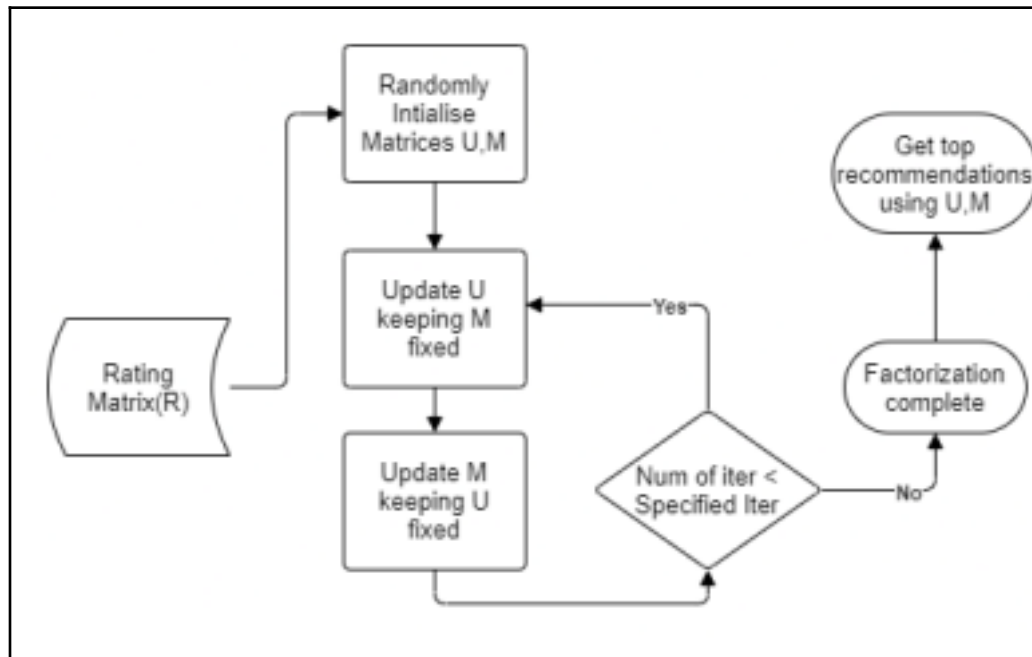 Randomly
Intialise
Matrices U,M
Get top
recommendations
using U,M
Update U
keeping M
fixed
Yes
Rating
Matrix(R)
Factorization
complete
Update M
keeping U
fixed
Num of iter <
Specified Iter
No